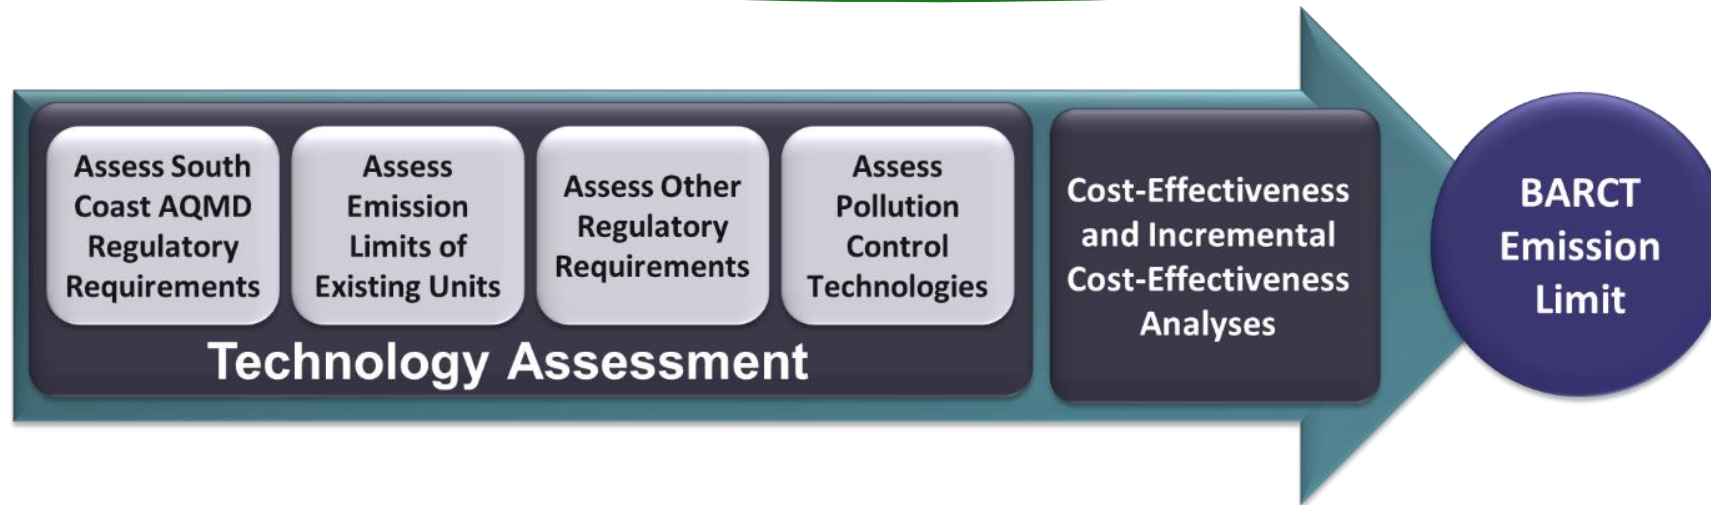 Assess South
Coast AQMD
Regulatory
Requirements
Assess
Emission
Limits of
Existing Units
Assess Other
Regulatory
Requirements
Assess
Pollution
Control
Technologies
Technology Assessment
Cost-Effectiveness
and Incremental
Cost-Effectiveness
Analyses
BARCT
Emission
Limit